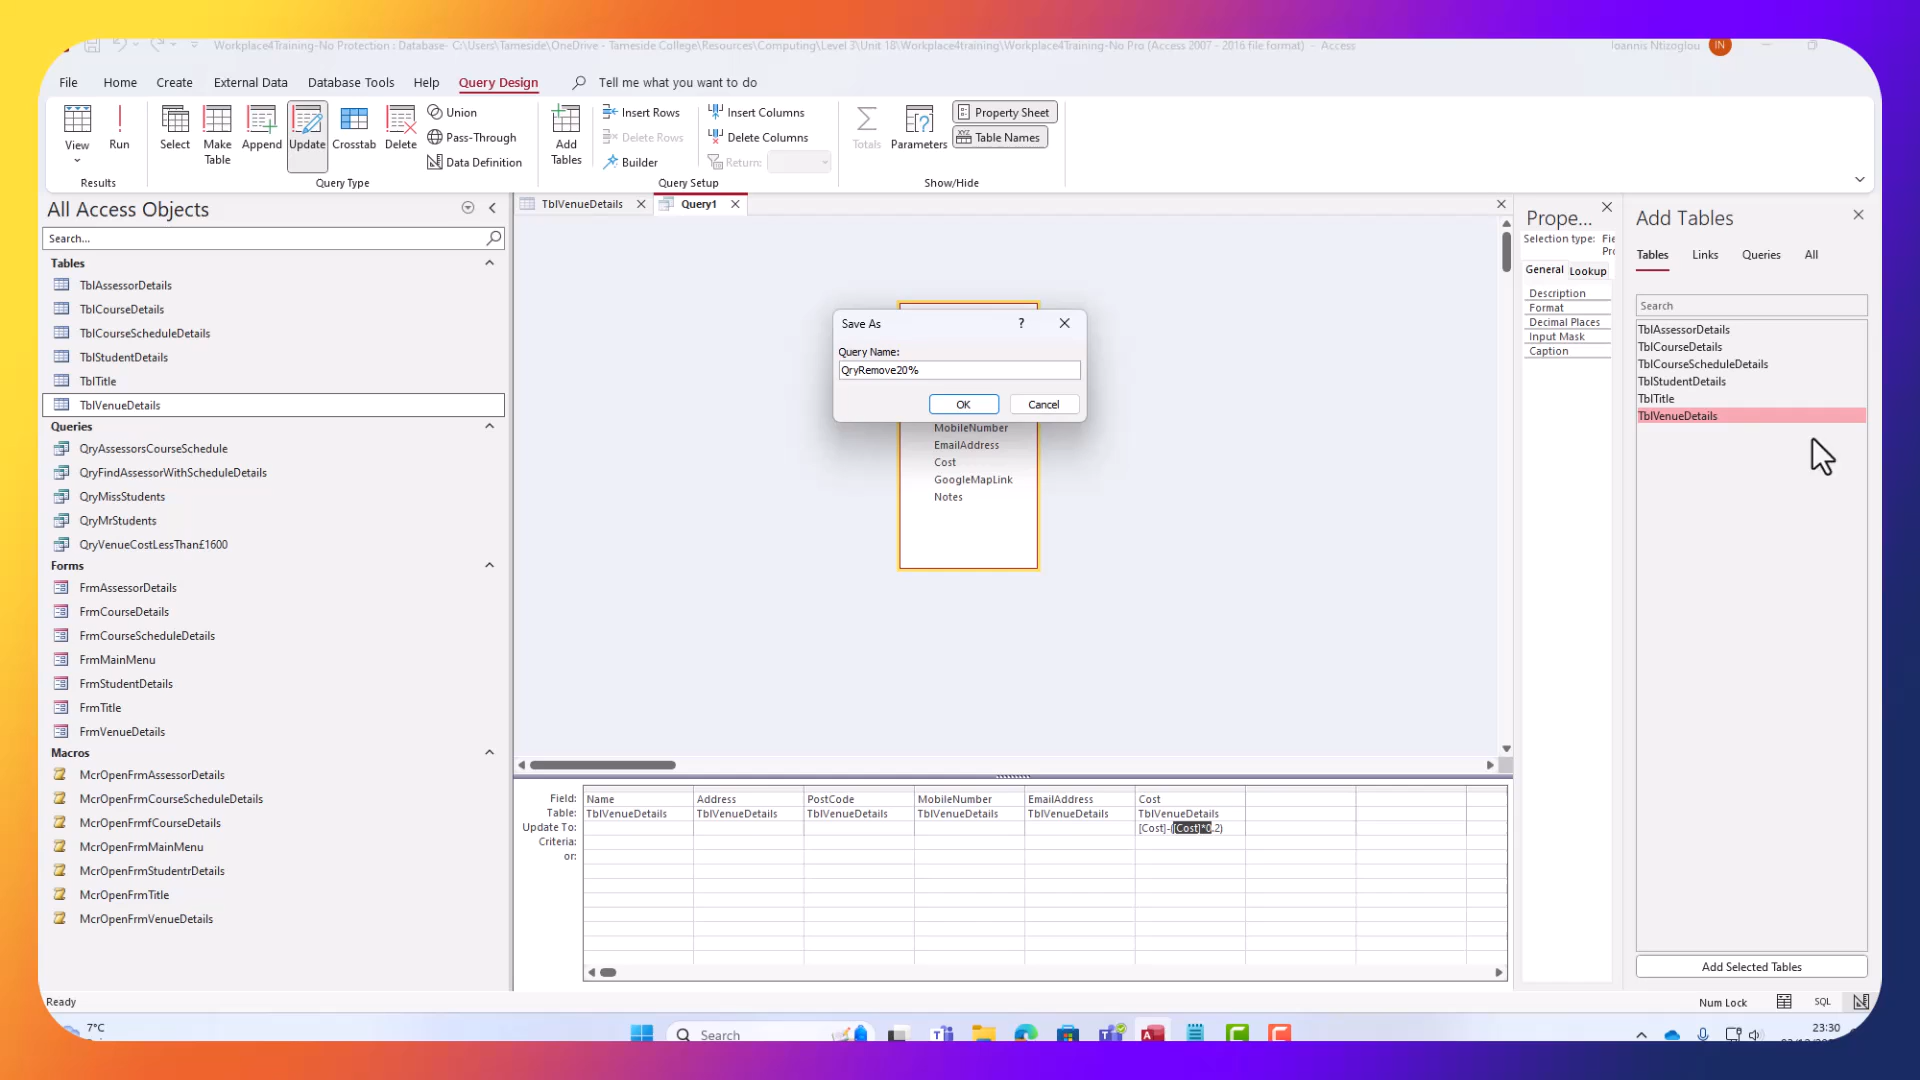 Workplace4Training-No Protection : Database- C:\Users\Tameside\OneDrive - Tameside College\Resources\Computing\Level 3\Unit 18\Workplace4training\Workplace4Training-No Pro (Access 2007 - 2016 file format) - Access
Ioannis Ntizoglou
IN
File
Home
Create
External Data
Database Tools
Help
Query Design
Tell me what you want to do
View
Run
Select
Make Table
Append
Update
Crosstab
Delete
Union
Pass-Through
Data Definition
Add Tables
Insert Rows
Delete Rows
Builder
Insert Columns
Delete Columns
Return:
Totals
Parameters
Property Sheet
Table Names
Results
Query Type
Query Setup
Show/Hide
All Access Objects
Search...
Tables
TblAssessorDetails
TblCourseDetails
TblCourseScheduleDetails
TblStudentDetails
TblTitle
TblVenueDetails
Queries
QryAssessorsCourseSchedule
QryFindAssessorWithScheduleDetails
QryMissStudents
QryMrStudents
QryVenueCostLessThan£1600
Forms
FrmAssessorDetails
FrmCourseDetails
FrmCourseScheduleDetails
FrmMainMenu
FrmStudentDetails
FrmTitle
FrmVenueDetails
Macros
McrOpenFrmAssessorDetails
McrOpenFrmCourseScheduleDetails
McrOpenFrmfCourseDetails
McrOpenFrmMainMenu
McrOpenFrmStudentrDetails
McrOpenFrmTitle
McrOpenFrmVenueDetails
TblVenueDetails
Query1
Save As
?
Query Name:
QryRemove20%
OK
Cancel
MobileNumber
EmailAddress
Cost
GoogleMapLink
Notes
Field: Name Address PostCode MobileNumber EmailAddress Cost
Table: TblVenueDetails TblVenueDetails TblVenueDetails TblVenueDetails TblVenueDetails TblVenueDetails
Update To: [Cost]-([Cost]*0.2)
Criteria:
or:
Prope...
Selection type:
General
Lookup
Description
Format
Decimal Places
Input Mask
Caption
Add Tables
Tables
Links
Queries
All
Search
TblAssessorDetails
TblCourseDetails
TblCourseScheduleDetails
TblStudentDetails
TblTitle
TblVenueDetails
Add Selected Tables
Ready
Num Lock
SQL
7°C
Search
23:30